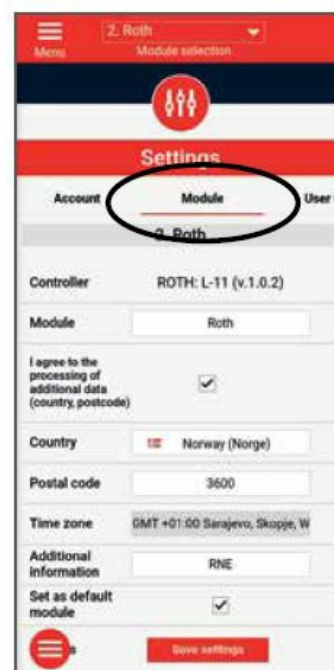 2. Roth
Menu
Module selection
Settings
Account Module User
2. Roth
Controller ROTH: L-11 (v.1.0.2)
Module Roth
I agree to the
processing of
additional data
(country, postcode)
Country Norway (Norge)
Postal code 3600
Time zone GMT +01:00 Sarajevo, Skopje, W
Additional
information RNE
Set as default
module
Save settings